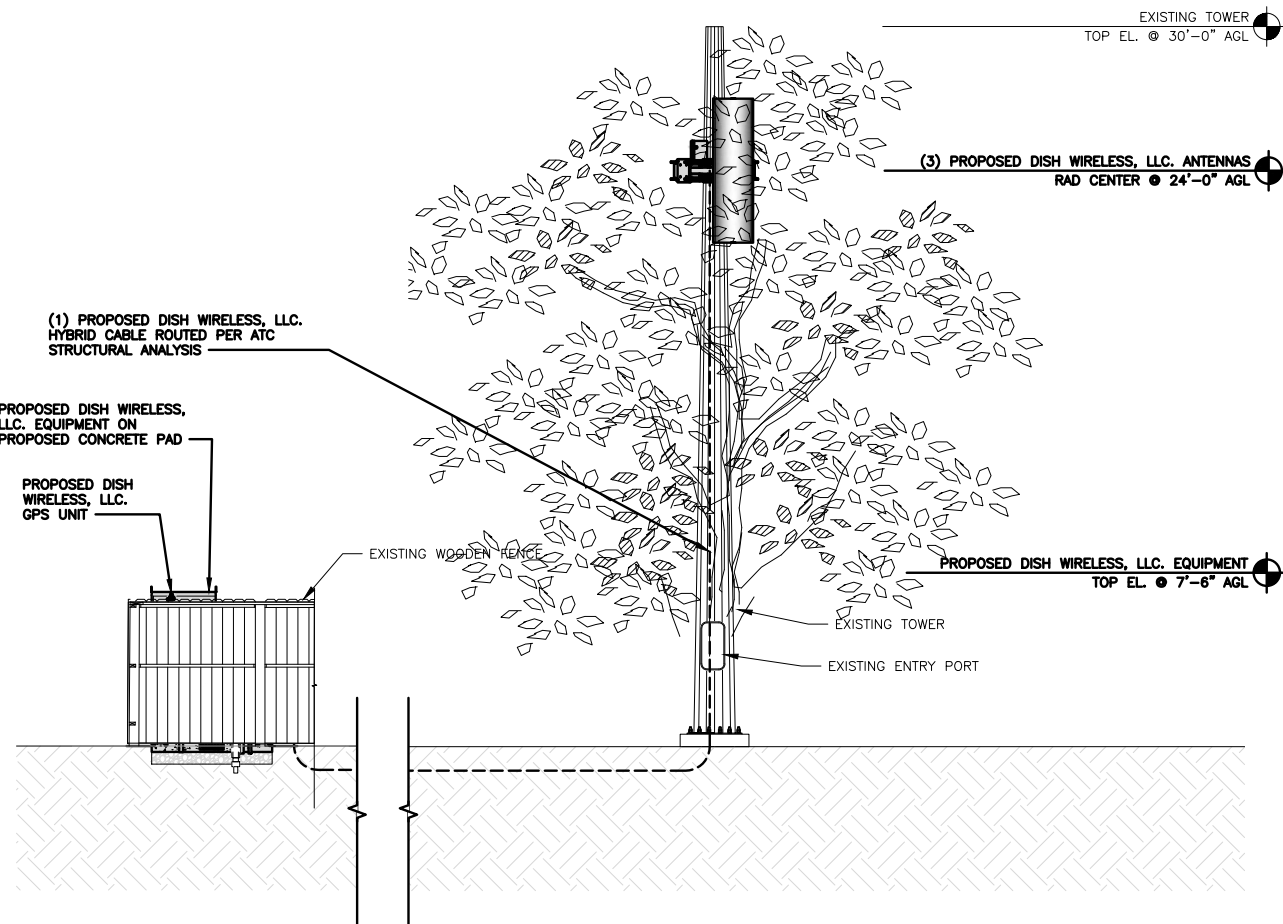 EXISTING TOWER
TOP EL. @ 30'-0" AGL
(3) PROPOSED DISH WIRELESS, LLC. ANTENNAS
RAD CENTER @ 24'-0" AGL
(1) PROPOSED DISH WIRELESS, LLC.
HYBRID CABLE ROUTED PER ATC
STRUCTURAL ANALYSIS
PROPOSED DISH WIRELESS,
LLC. EQUIPMENT ON
PROPOSED CONCRETE PAD
PROPOSED DISH
WIRELESS, LLC.
GPS UNIT
EXISTING WOODEN FENCE
PROPOSED DISH WIRELESS, LLC. EQUIPMENT
TOP EL. @ 7'-6" AGL
EXISTING TOWER
EXISTING ENTRY PORT